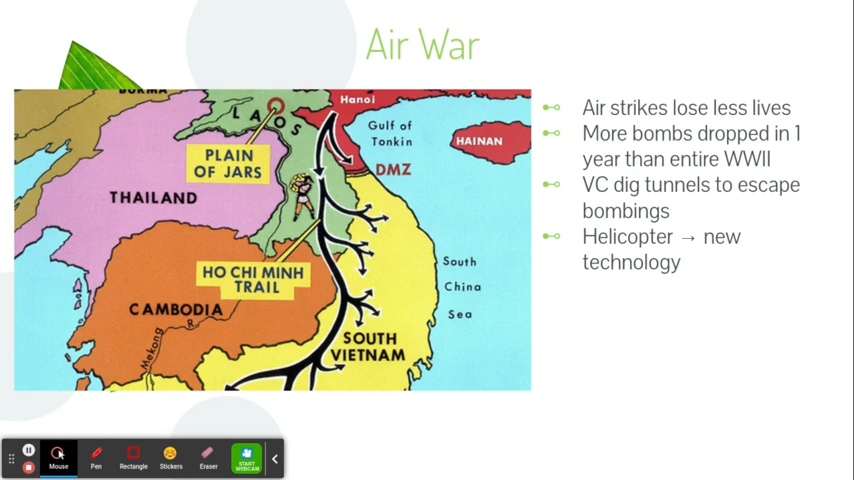 Air War
BURMA
Hanoi
LAOS
Gulf of
Tonkin
HAINAN
PLAIN
OF JARS
DMZ
THAILAND
HO CHI MINH
TRAIL
South
China
Sea
CAMBODIA
Mekong R.
SOUTH
VIETNAM
Air strikes lose less lives
More bombs dropped in 1
year than entire WWII
VC dig tunnels to escape
bombings
Helicopter → new
technology
Mouse
Pen
Rectangle
Stickers
Eraser
START
WEBCAM